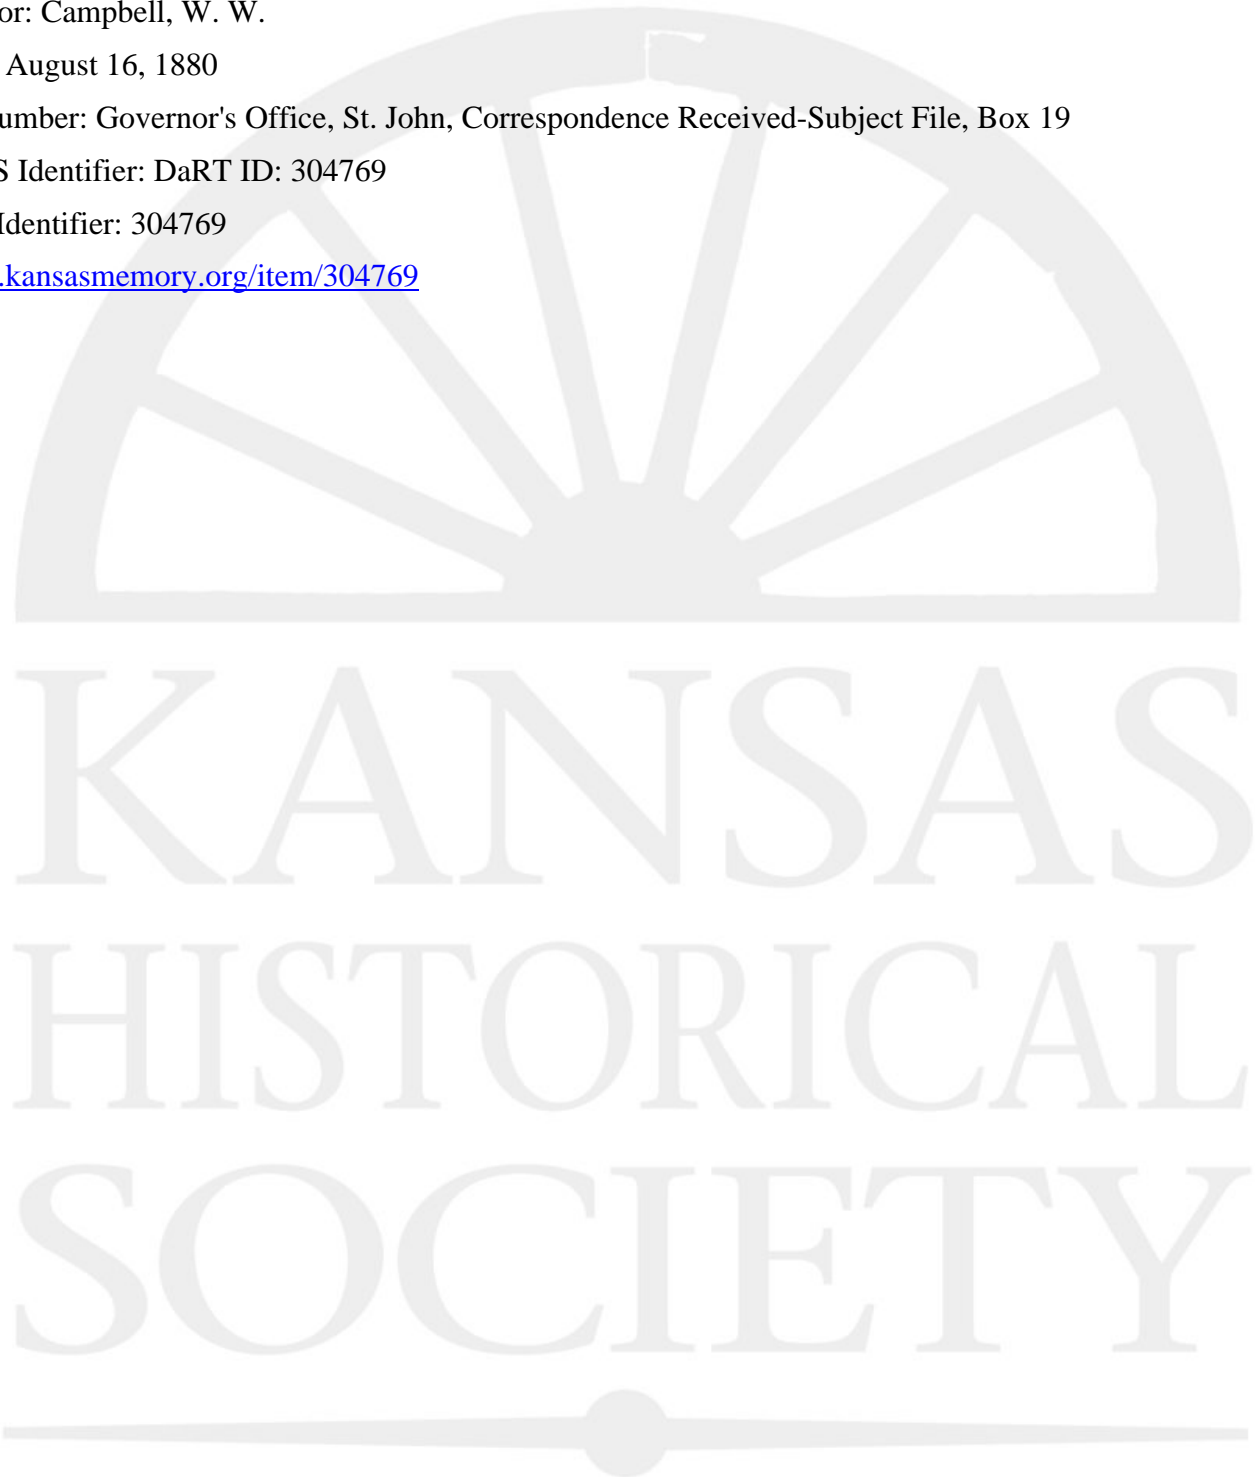 or: Campbell, W. W.
August 16, 1880
umber: Governor's Office, St. John, Correspondence Received-Subject File, Box 19
S Identifier: DaRT ID: 304769
Identifier: 304769
.kansasmemory.org/item/304769
KANSAS
HISTORICAL
SOCIETY